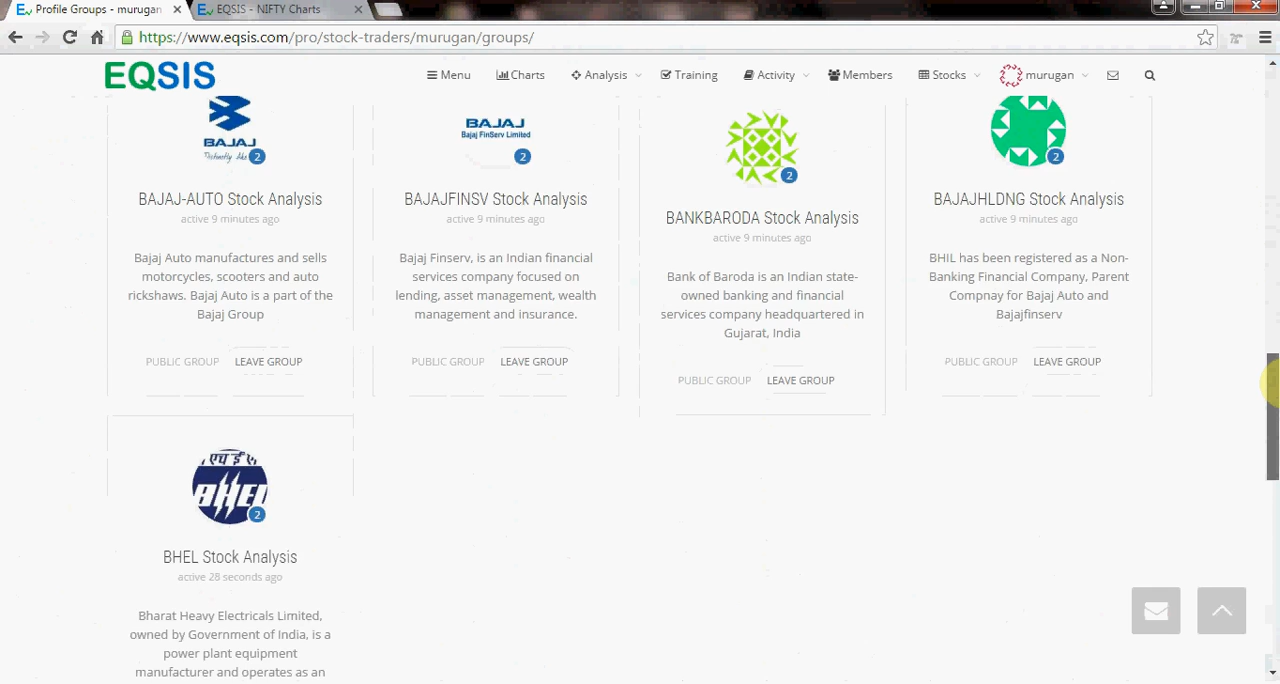 Profile Groups - murugan
EQSIS - NIFTY Charts
https://www.eqsis.com/pro/stock-traders/murugan/groups/
EQSIS
Menu
Charts
Analysis
Training
Activity
Members
Stocks
murugan
BAJAJ
2
BAJAJ-AUTO Stock Analysis
active 9 minutes ago
Bajaj Auto manufactures and sells
motorcycles, scooters and auto
rickshaws. Bajaj Auto is a part of the
Bajaj Group
PUBLIC GROUP LEAVE GROUP
BAJAJ
Bajaj FinServ Limited
2
BAJAJFINSV Stock Analysis
active 9 minutes ago
Bajaj Finserv, is an Indian financial
services company focused on
lending, asset management, wealth
management and insurance.
PUBLIC GROUP LEAVE GROUP
2
BANKBARODA Stock Analysis
active 9 minutes ago
Bank of Baroda is an Indian state-
owned banking and financial
services company headquartered in
Gujarat, India
PUBLIC GROUP LEAVE GROUP
2
BAJAJHLDNG Stock Analysis
active 9 minutes ago
BHIL has been registered as a Non-
Banking Financial Company, Parent
Compnay for Bajaj Auto and
Bajajfinserv
PUBLIC GROUP LEAVE GROUP
BHEL
2
BHEL Stock Analysis
active 28 seconds ago
Bharat Heavy Electricals Limited,
owned by Government of India, is a
power plant equipment
manufacturer and operates as an